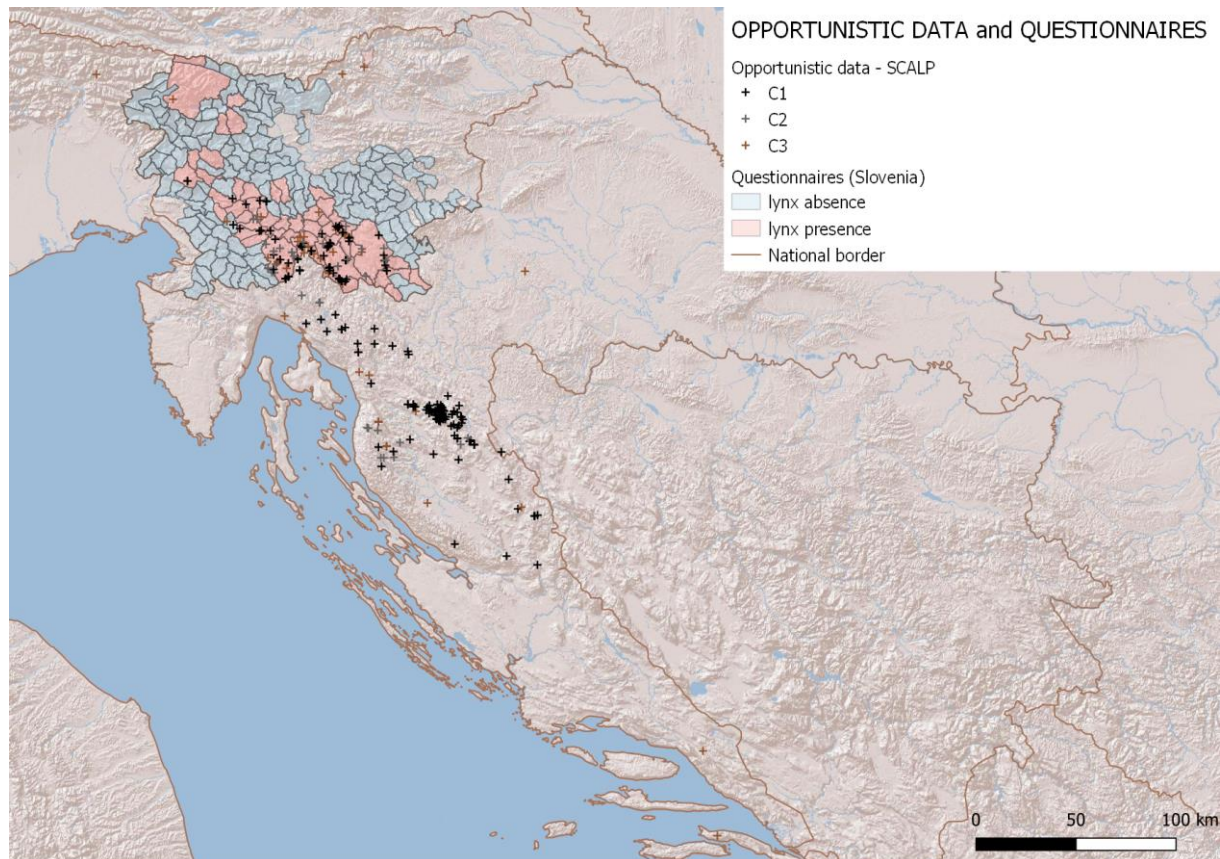 OPPORTUNISTIC DATA and QUESTIONNAIRES
Opportunistic data - SCALP
C1
C2
C3
Questionnaires (Slovenia)
lynx absence
lynx presence
National border
0 50 100 km